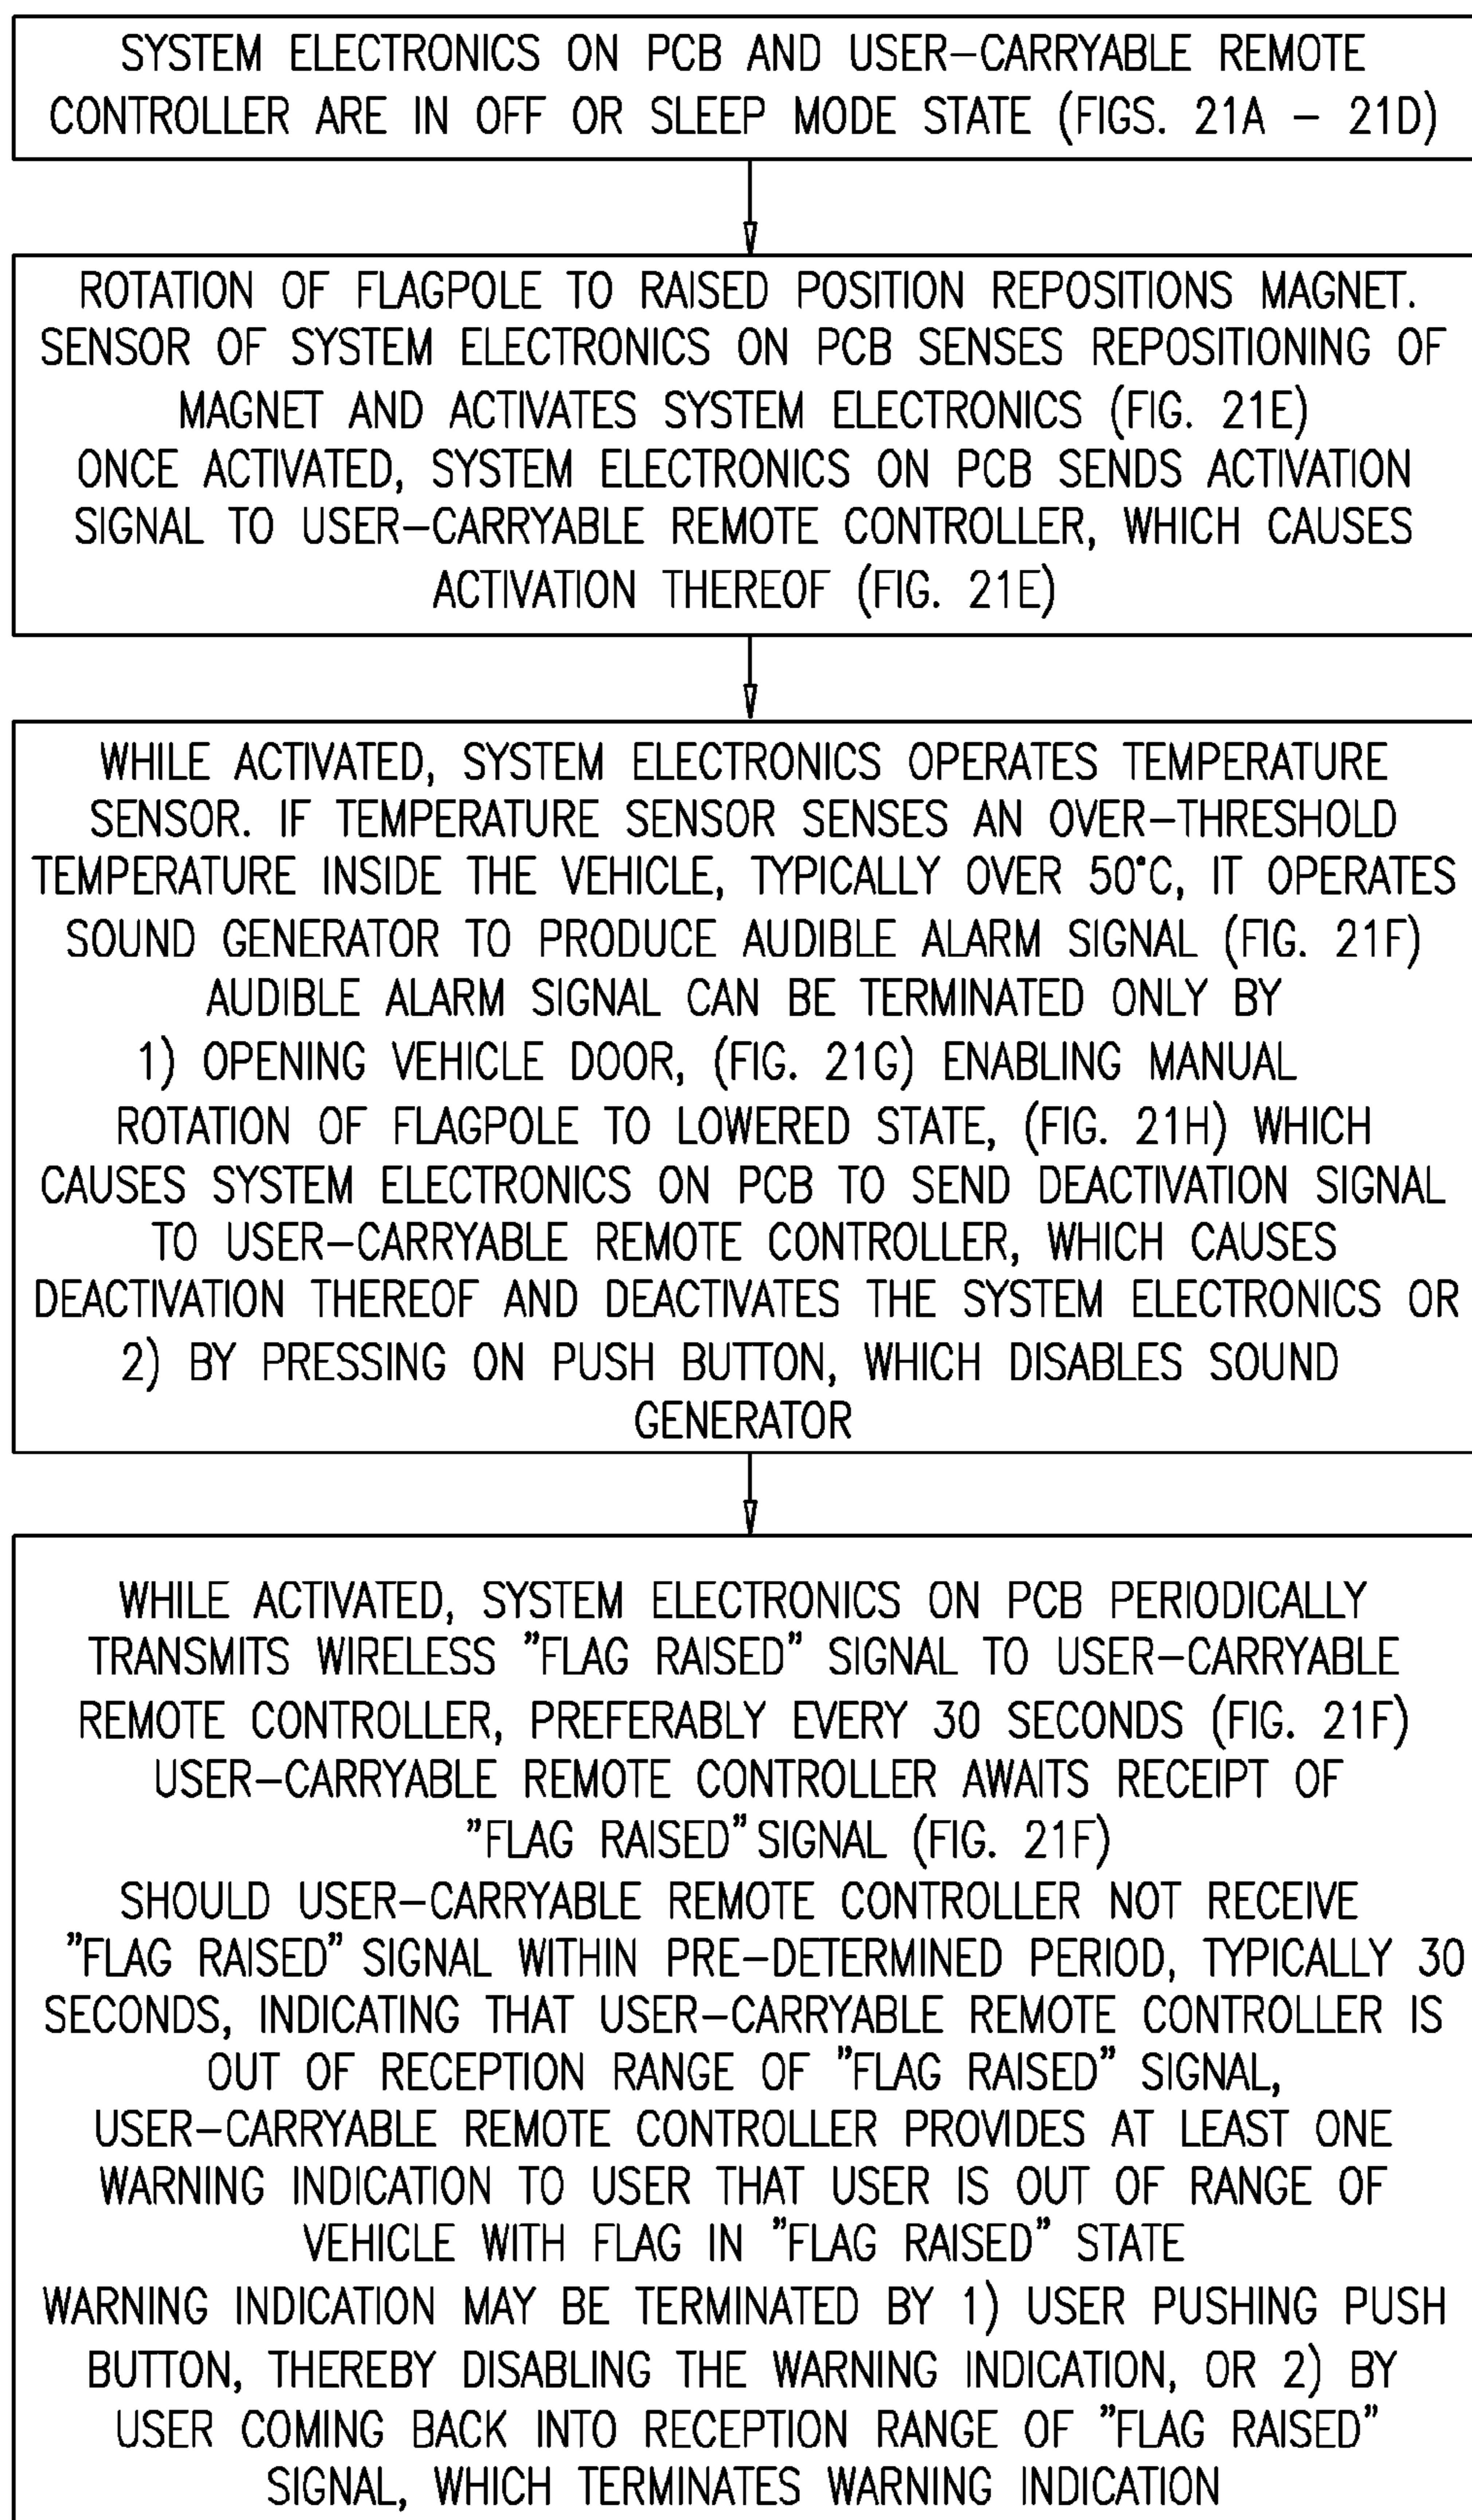 SYSTEM ELECTRONICS ON PCB AND USER-CARRYABLE REMOTE
CONTROLLER ARE IN OFF OR SLEEP MODE STATE (FIGS. 21A - 21D)
ROTATION OF FLAGPOLE TO RAISED POSITION REPOSITIONS MAGNET.
SENSOR OF SYSTEM ELECTRONICS ON PCB SENSES REPOSITIONING OF
MAGNET AND ACTIVATES SYSTEM ELECTRONICS (FIG. 21E)
ONCE ACTIVATED, SYSTEM ELECTRONICS ON PCB SENDS ACTIVATION
SIGNAL TO USER-CARRYABLE REMOTE CONTROLLER, WHICH CAUSES
ACTIVATION THEREOF (FIG. 21E)
WHILE ACTIVATED, SYSTEM ELECTRONICS OPERATES TEMPERATURE
SENSOR. IF TEMPERATURE SENSOR SENSES AN OVER-THRESHOLD
TEMPERATURE INSIDE THE VEHICLE, TYPICALLY OVER 50°C, IT OPERATES
SOUND GENERATOR TO PRODUCE AUDIBLE ALARM SIGNAL (FIG. 21F)
AUDIBLE ALARM SIGNAL CAN BE TERMINATED ONLY BY
1) OPENING VEHICLE DOOR, (FIG. 21G) ENABLING MANUAL
ROTATION OF FLAGPOLE TO LOWERED STATE, (FIG. 21H) WHICH
CAUSES SYSTEM ELECTRONICS ON PCB TO SEND DEACTIVATION SIGNAL
TO USER-CARRYABLE REMOTE CONTROLLER, WHICH CAUSES
DEACTIVATION THEREOF AND DEACTIVATES THE SYSTEM ELECTRONICS OR
2) BY PRESSING ON PUSH BUTTON, WHICH DISABLES SOUND
GENERATOR
WHILE ACTIVATED, SYSTEM ELECTRONICS ON PCB PERIODICALLY
TRANSMITS WIRELESS "FLAG RAISED" SIGNAL TO USER-CARRYABLE
REMOTE CONTROLLER, PREFERABLY EVERY 30 SECONDS (FIG. 21F)
USER-CARRYABLE REMOTE CONTROLLER AWAITS RECEIPT OF
"FLAG RAISED" SIGNAL (FIG. 21F)
SHOULD USER-CARRYABLE REMOTE CONTROLLER NOT RECEIVE
"FLAG RAISED" SIGNAL WITHIN PRE-DETERMINED PERIOD, TYPICALLY 30
SECONDS, INDICATING THAT USER-CARRYABLE REMOTE CONTROLLER IS
OUT OF RECEPTION RANGE OF "FLAG RAISED" SIGNAL,
USER-CARRYABLE REMOTE CONTROLLER PROVIDES AT LEAST ONE
WARNING INDICATION TO USER THAT USER IS OUT OF RANGE OF
VEHICLE WITH FLAG IN "FLAG RAISED" STATE
WARNING INDICATION MAY BE TERMINATED BY 1) USER PUSHING PUSH
BUTTON, THEREBY DISABLING THE WARNING INDICATION, OR 2) BY
USER COMING BACK INTO RECEPTION RANGE OF "FLAG RAISED"
SIGNAL, WHICH TERMINATES WARNING INDICATION